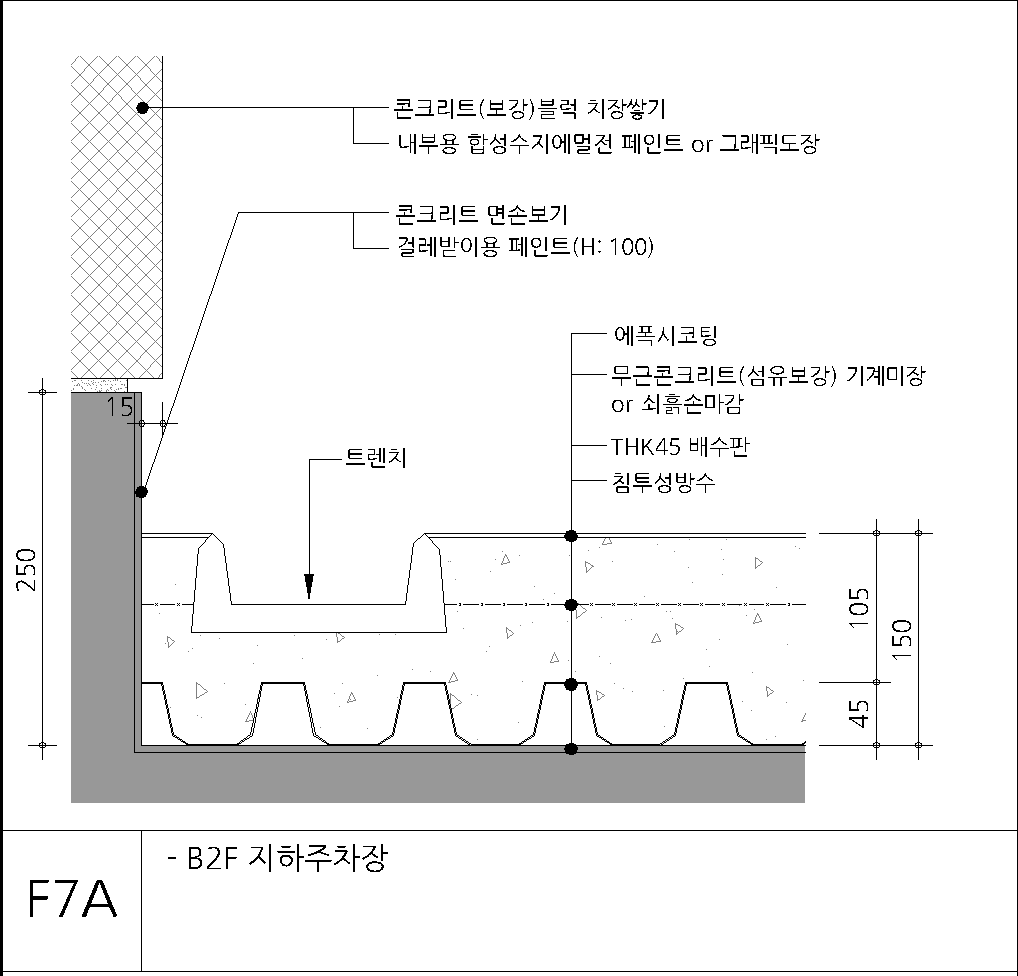 콘크리트(보강)블럭 치장쌓기
내부용 합성수지에멀전 페인트 or 그래픽도장
콘크리트 면손보기
걸레받이용 페인트(H: 100)
에폭시코팅
무근콘크리트(섬유보강) 기계미장
or 쇠흙손마감
15
THK45 배수판
트렌치
침투성방수
250
105
150
45
- B2F 지하주차장
F7A